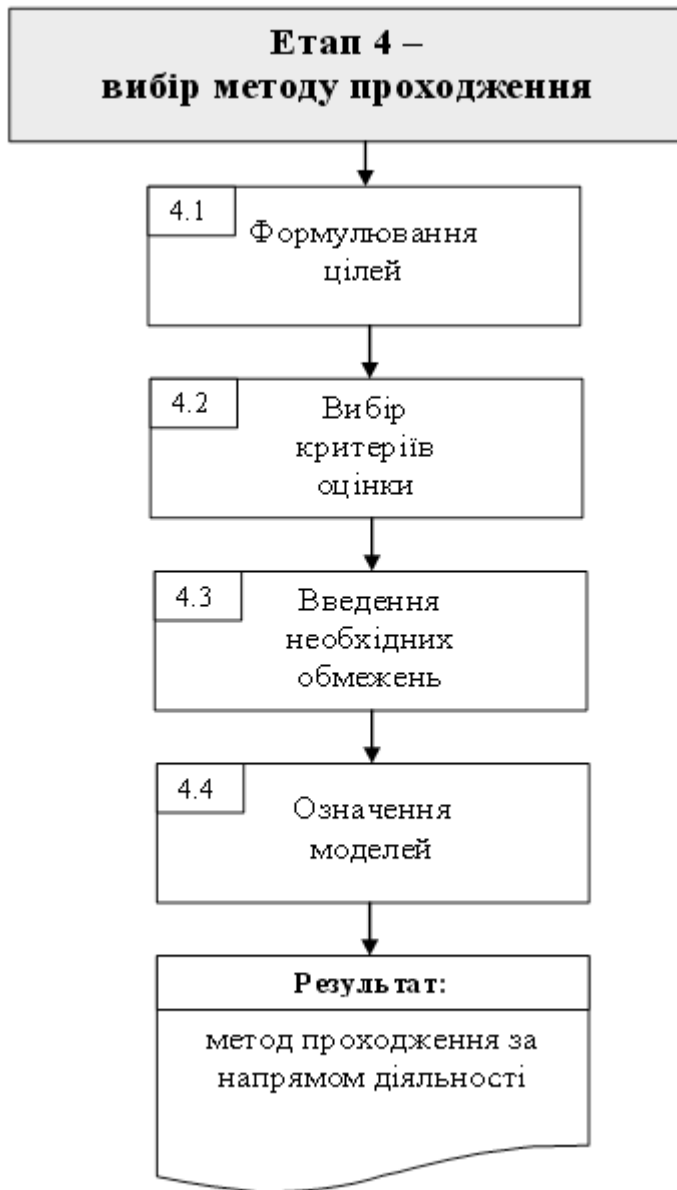 Етап 4 –
вибір методу проходження
4.1
Формулювання
цілей
4.2
Вибір
критеріїв
оцінки
4.3
Введення
необхідних
обмежень
4.4
Означення
моделей
Результат:
метод проходження за
напрямом діяльності